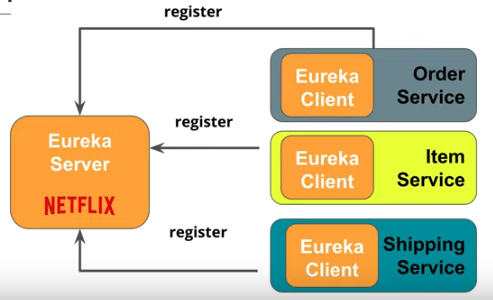 register
Eureka
Client
Order
Service
Eureka
Server
NETFLIX
register
Eureka
Client
Item
Service
register
Eureka
Client
Shipping
Service